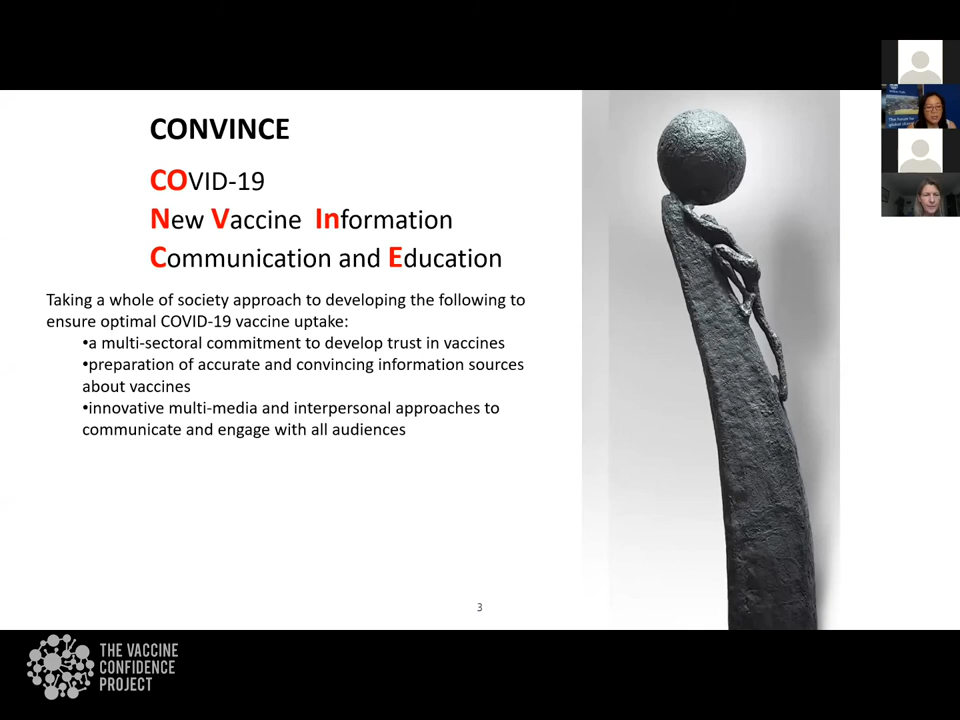 CONVINCE
COVID-19
New Vaccine Information
Communication and Education
Taking a whole of society approach to developing the following to
ensure optimal COVID-19 vaccine uptake:
•a multi-sectoral commitment to develop trust in vaccines
•preparation of accurate and convincing information sources
about vaccines
•innovative multi-media and interpersonal approaches to
communicate and engage with all audiences
3
THE VACCINE
CONFIDENCE
PROJECT